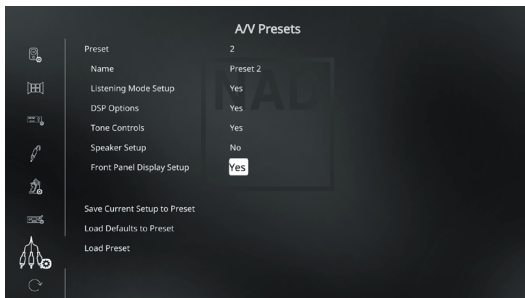 A/V Presets
Preset 2
Name Preset 2
Listening Mode Setup Yes
DSP Options Yes
Tone Controls Yes
Speaker Setup No
Front Panel Display Setup Yes
Save Current Setup to Preset
Load Defaults to Preset
Load Preset
NAD